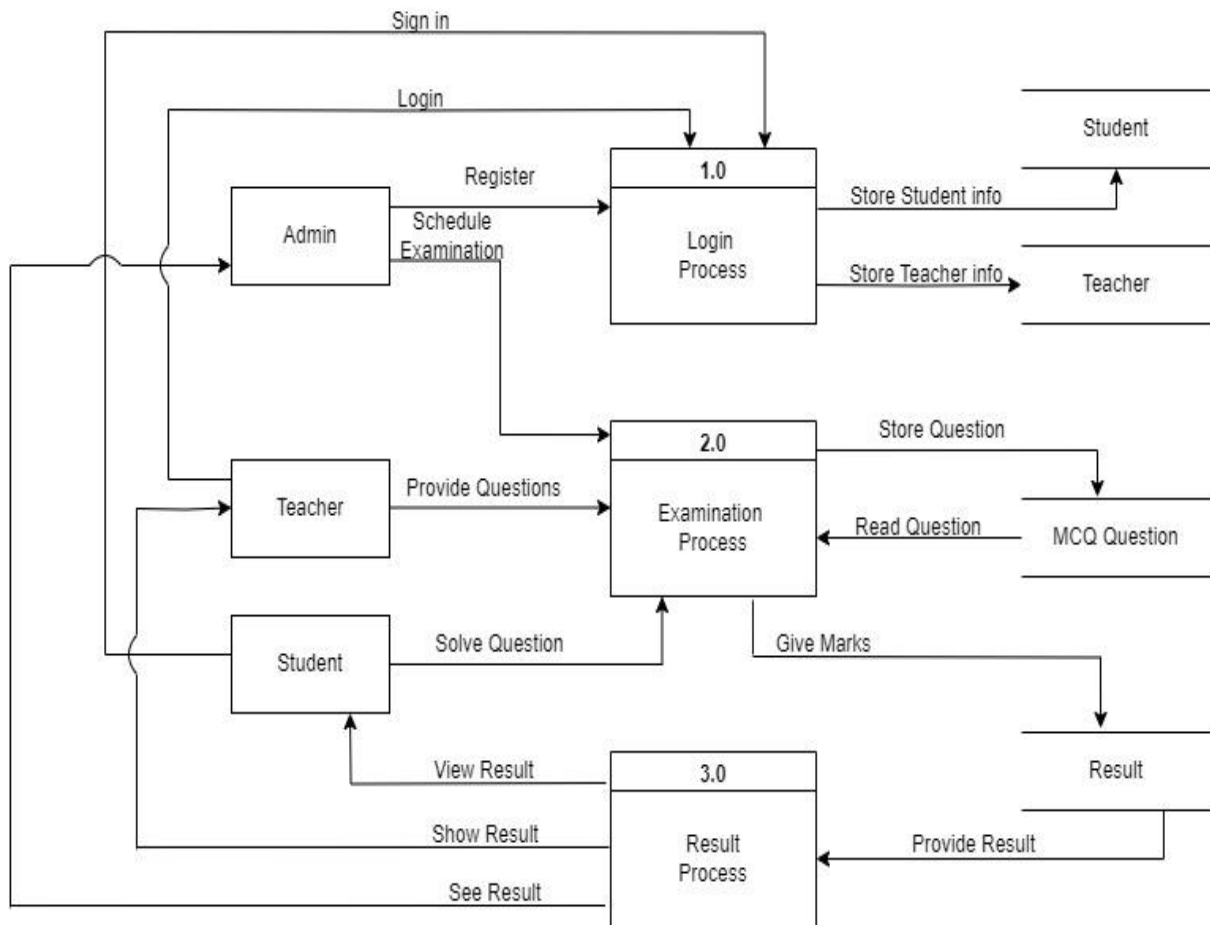 Sign in
Login
Student
1.0
Register
Store Student info
Admin
Schedule
Examination
Login
Process
Store Teacher info
Teacher
2.0
Store Question
Teacher
Provide Questions
Examination
Process
Read Question
MCQ Question
Student
Solve Question
Give Marks
View Result
3.0
Result
Show Result
Result
Process
Provide Result
See Result